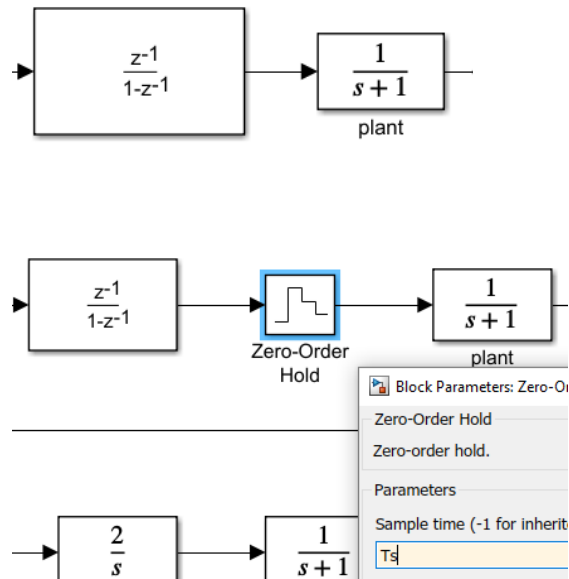 z-1
1-z-1
1
s + 1
plant
z-1
1-z-1
Zero-Order
Hold
1
s + 1
plant
Block Parameters: Zero-Or
Zero-Order Hold
Zero-order hold.
Parameters
Sample time (-1 for inherite
Ts
2
s
1
s + 1